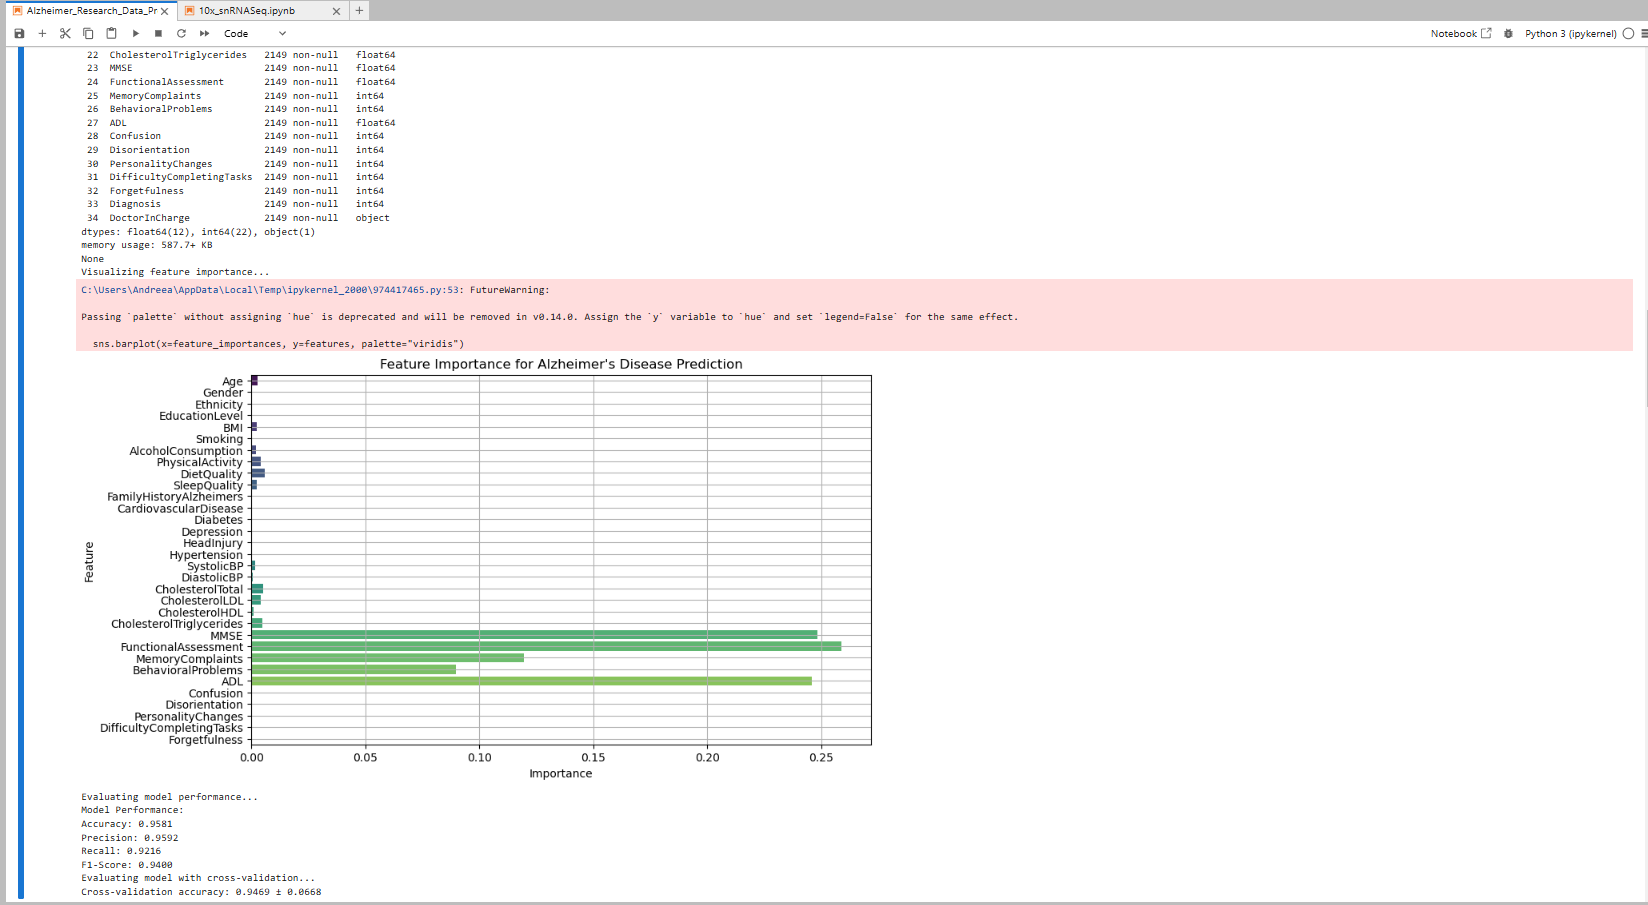 Alzheimer_Research_Data_Pr
10x_snRNASeq.ipynb
Code
Notebook
Python 3 (ipykernel)
22 CholesterolTriglycerides 2149 non-null float64
23 MMSE 2149 non-null float64
24 FunctionalAssessment 2149 non-null float64
25 MemoryComplaints 2149 non-null int64
26 BehavioralProblems 2149 non-null int64
27 ADL 2149 non-null float64
28 Confusion 2149 non-null int64
29 Disorientation 2149 non-null int64
30 PersonalityChanges 2149 non-null int64
31 DifficultyCompletingTasks 2149 non-null int64
32 Forgetfulness 2149 non-null int64
33 Diagnosis 2149 non-null int64
34 DoctorInCharge 2149 non-null object
dtypes: float64(12), int64(22), object(1)
memory usage: 587.7+ KB
None
Visualizing feature importance...
C:\Users\Andreea\AppData\Local\Temp\ipykernel_2000\974417465.py:53: FutureWarning:
Passing `palette` without assigning `hue` is deprecated and will be removed in v0.14.0. Assign the `y` variable to `hue` and set `legend=False` for the same effect.
sns.barplot(x=feature_importances, y=features, palette="viridis")
Feature Importance for Alzheimer's Disease Prediction
Age
Gender
Ethnicity
EducationLevel
BMI
Smoking
AlcoholConsumption
PhysicalActivity
DietQuality
SleepQuality
FamilyHistoryAlzheimers
CardiovascularDisease
Diabetes
Depression
HeadInjury
Hypertension
SystolicBP
DiastolicBP
CholesterolTotal
CholesterolLDL
CholesterolHDL
CholesterolTriglycerides
MMSE
FunctionalAssessment
MemoryComplaints
BehavioralProblems
ADL
Confusion
Disorientation
PersonalityChanges
DifficultyCompletingTasks
Forgetfulness
Feature
0.00 0.05 0.10 0.15 0.20 0.25
Importance
Evaluating model performance...
Model Performance:
Accuracy: 0.9581
Precision: 0.9592
Recall: 0.9216
F1-Score: 0.9400
Evaluating model with cross-validation...
Cross-validation accuracy: 0.9469 ± 0.0668